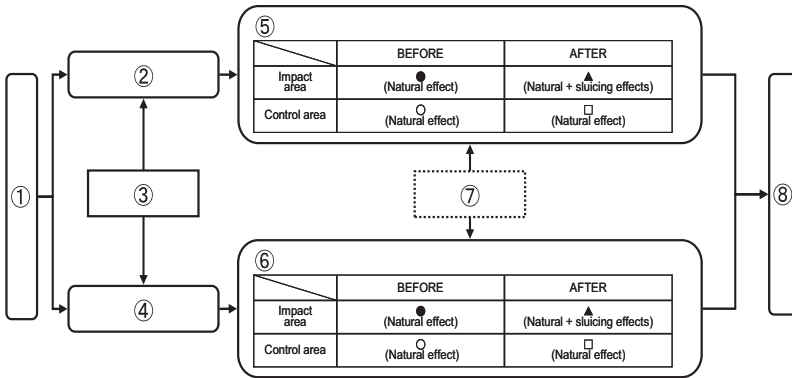 ⑤
BEFORE AFTER
Impact area
(Natural effect) (Natural + sluicing effects)
Control area
(Natural effect) (Natural effect)
②
①
③
⑦
⑧
④
⑥
BEFORE AFTER
Impact area
(Natural effect) (Natural + sluicing effects)
Control area
(Natural effect) (Natural effect)